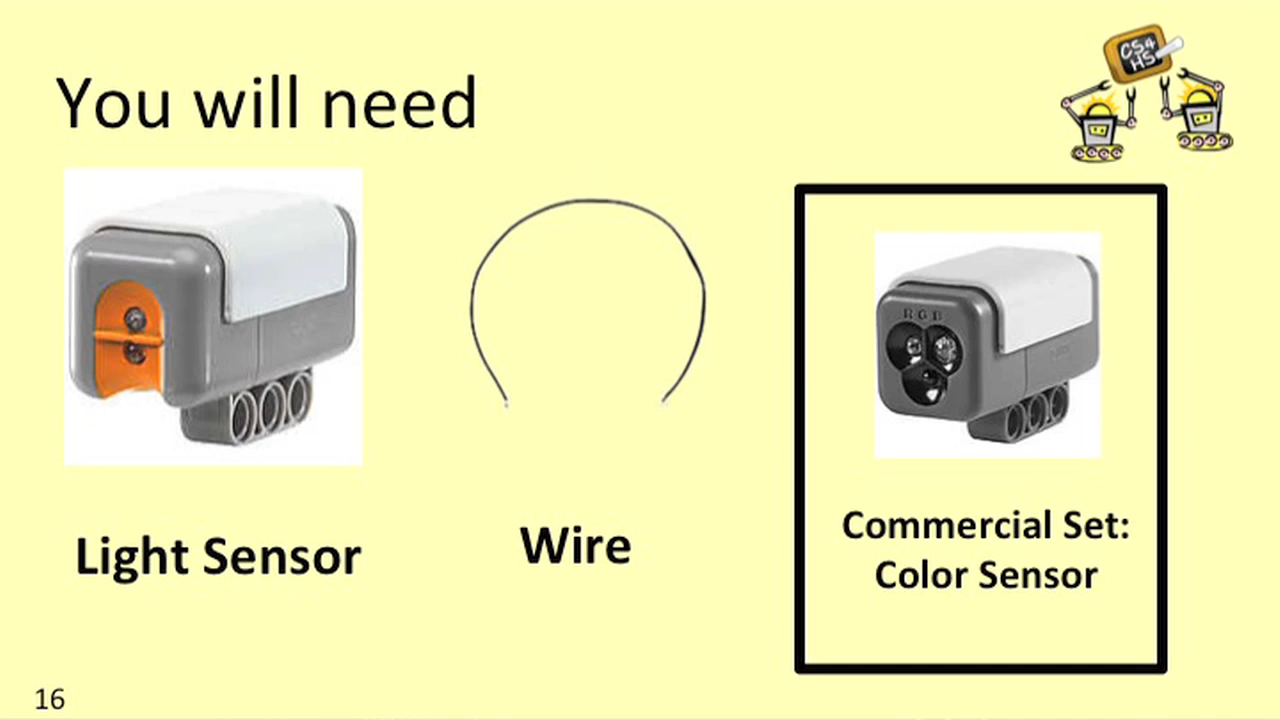 You will need
CS4
HS
R G B
Light Sensor
Wire
Commercial Set:
Color Sensor
16